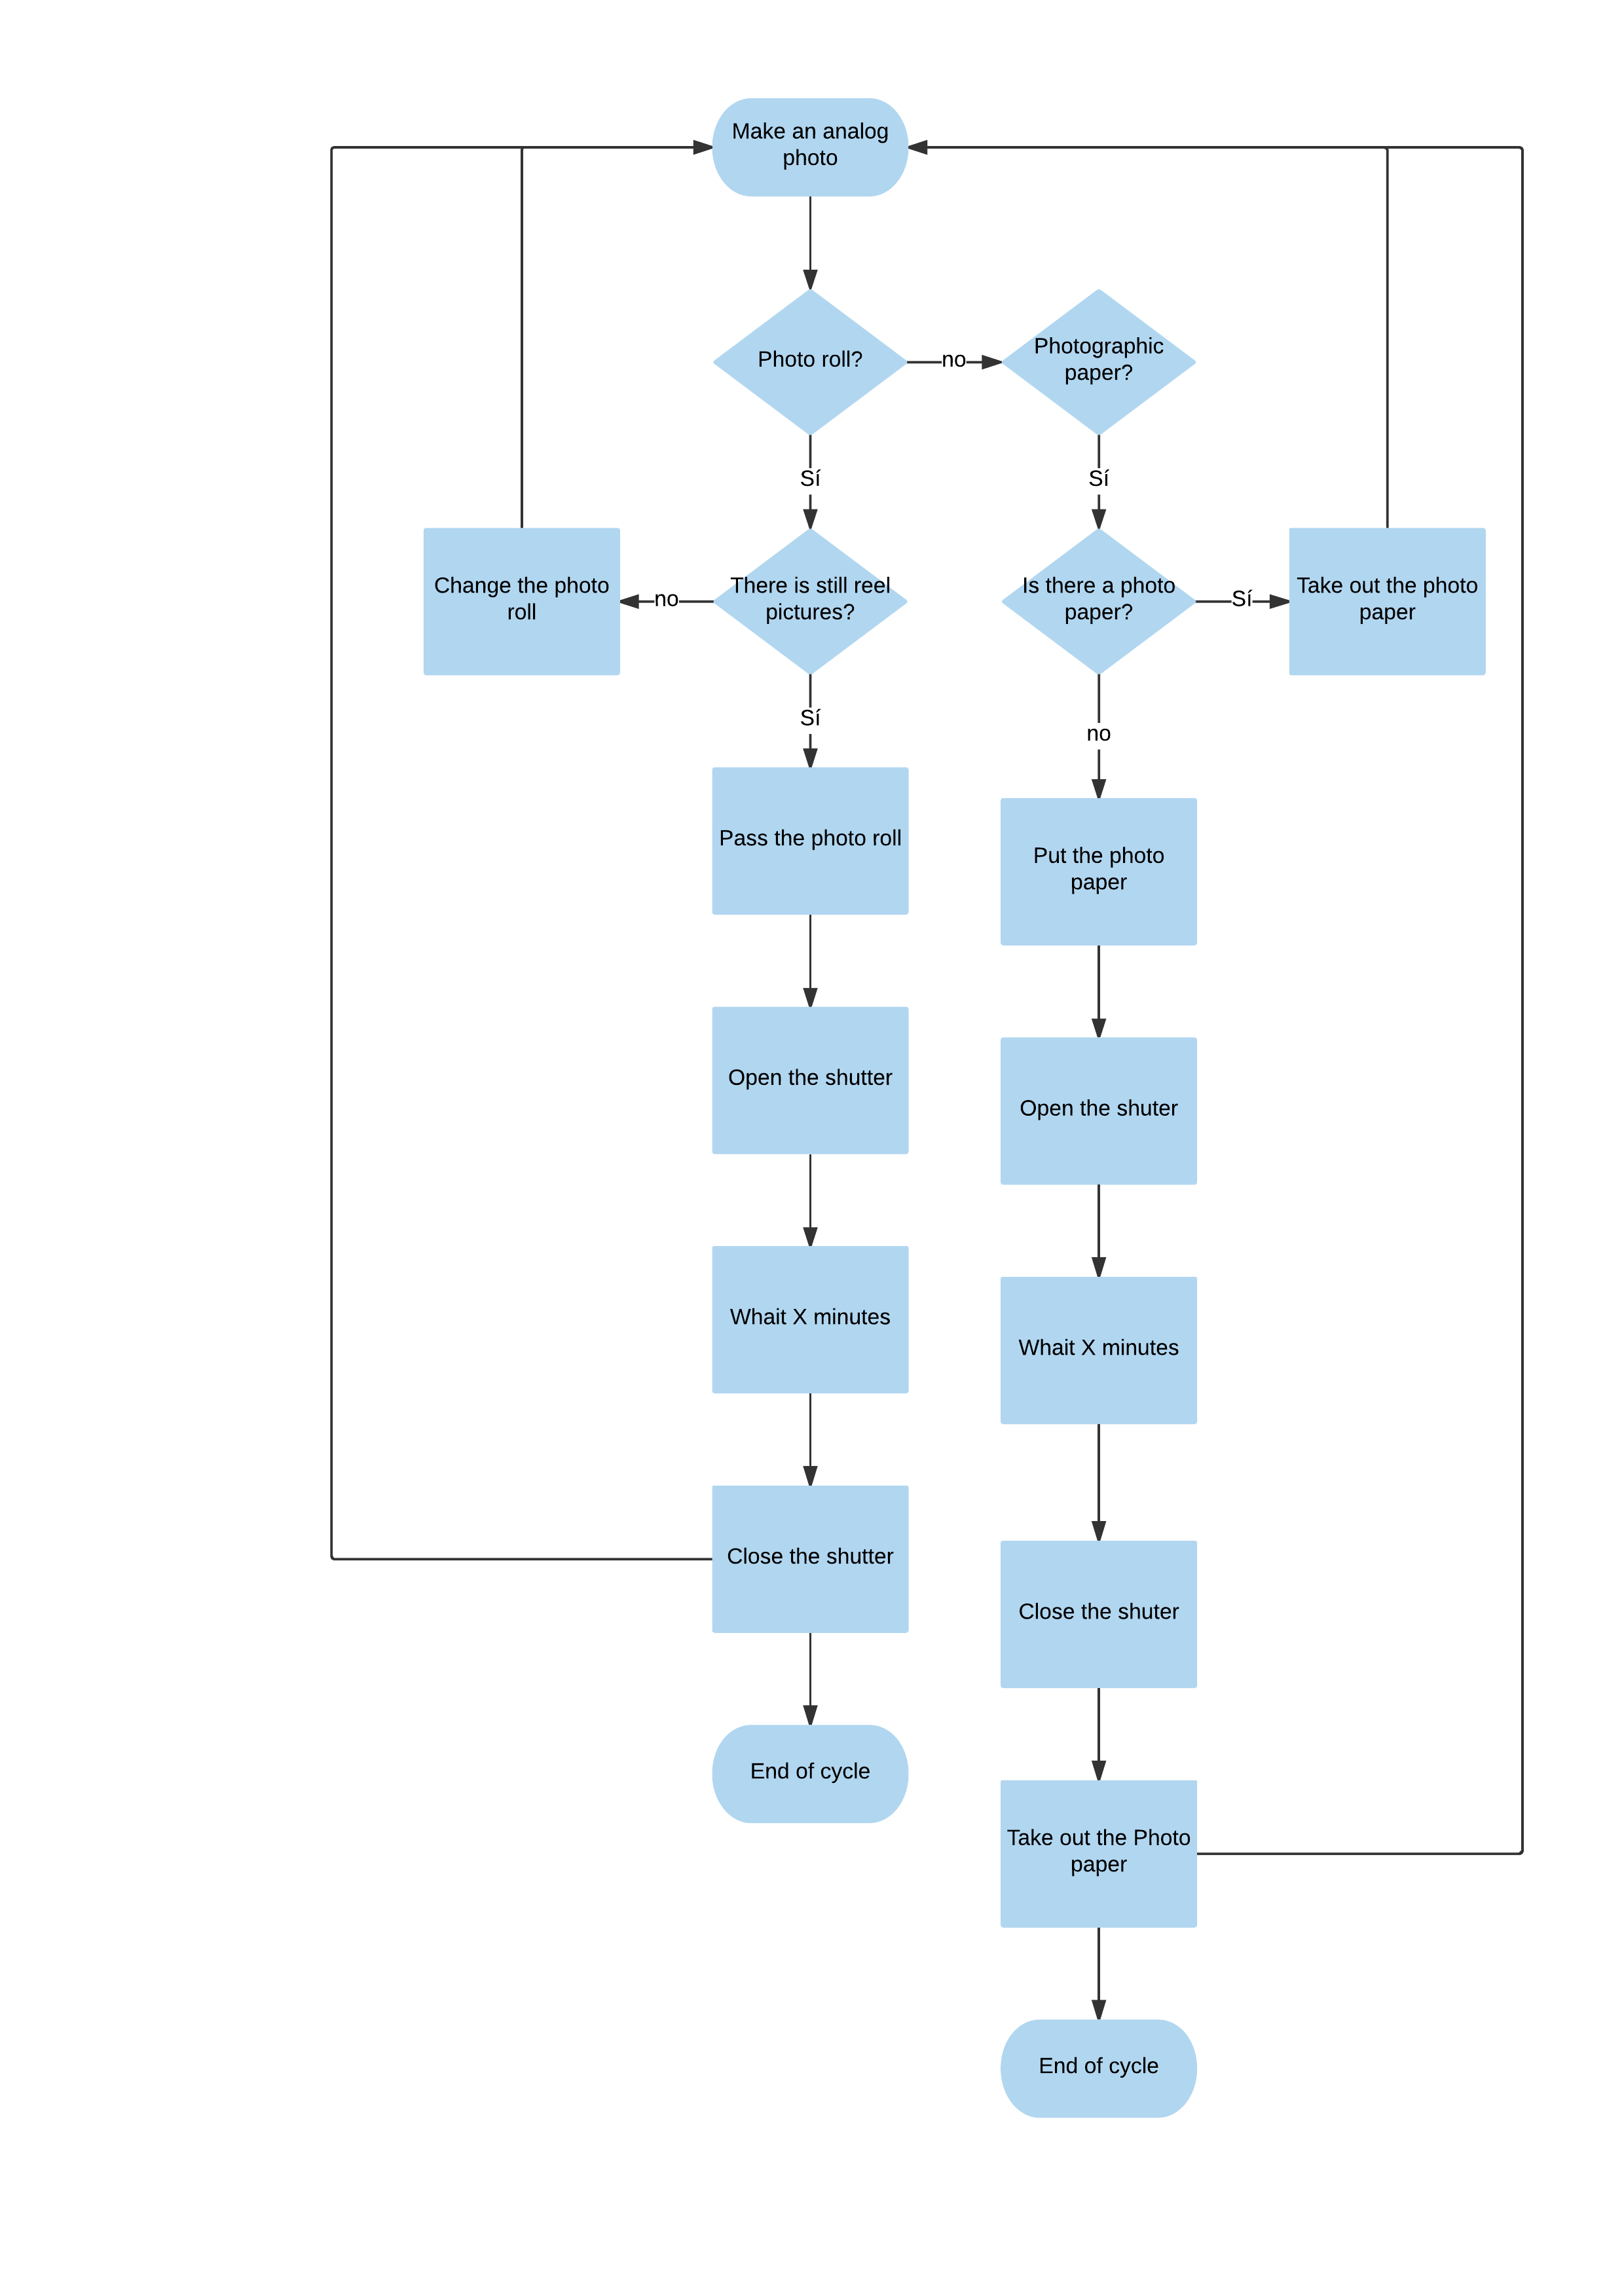 Make an analog
photo
Photo roll?
no
Photographic
paper?
Sí
Sí
Change the photo
roll
no
There is still reel
pictures?
Is there a photo
paper?
Sí
Take out the photo
paper
Sí
no
Pass the photo roll
Put the photo
paper
Open the shutter
Open the shuter
Whait X minutes
Whait X minutes
Close the shutter
Close the shuter
End of cycle
Take out the Photo
paper
End of cycle